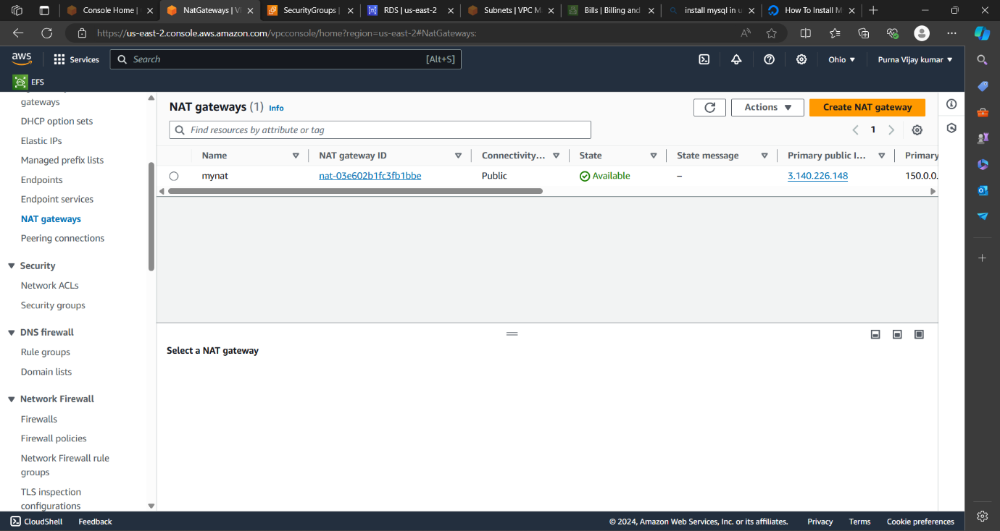 Console Home |
NatGateways | V
SecurityGroups |
RDS | us-east-2
Subnets | VPC M
Bills | Billing and
install mysql in u
How To Install M
https://us-east-2.console.aws.amazon.com/vpcconsole/home?region=us-east-2#NatGateways:
aws
Services
Search
[Alt+S]
Ohio
Purna Vijay kumar
EFS
gateways
DHCP option sets
Elastic IPs
Managed prefix lists
Endpoints
Endpoint services
NAT gateways
Peering connections
Security
Network ACLs
Security groups
DNS firewall
Rule groups
Domain lists
Network Firewall
Firewalls
Firewall policies
Network Firewall rule
groups
TLS inspection
configurations
NAT gateways (1) Info
Actions
Create NAT gateway
Find resources by attribute or tag
1
Name NAT gateway ID Connectivity... State State message Primary public I... Primary
mynat nat-03e602b1fc3fb1bbe Public Available – 3.140.226.148 150.0.0.
Select a NAT gateway
CloudShell Feedback © 2024, Amazon Web Services, Inc. or its affiliates. Privacy Terms Cookie preferences